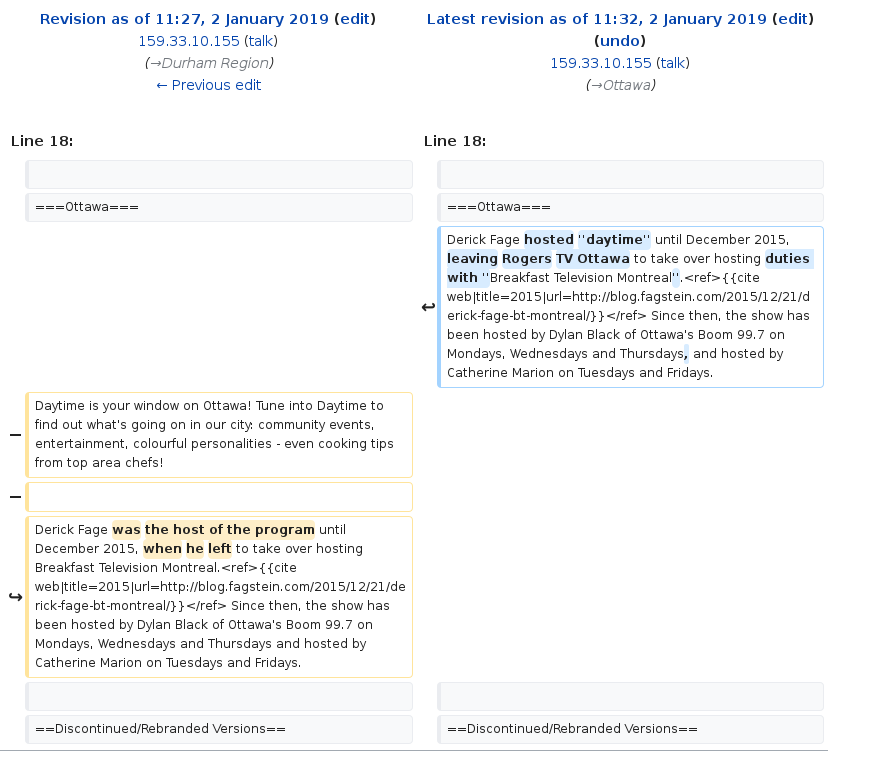 Revision as of 11:27, 2 January 2019 (edit)
159.33.10.155 (talk)
(→Durham Region)
← Previous edit
Latest revision as of 11:32, 2 January 2019 (edit)
(undo)
159.33.10.155 (talk)
(→Ottawa)
Line 18:
Line 18:
===Ottawa===
===Ottawa===
Derick Fage hosted ''daytime'' until December 2015,
leaving Rogers TV Ottawa to take over hosting duties
with ''Breakfast Television Montreal''.<ref>{{cite
web|title=2015|url=http://blog.fagstein.com/2015/12/21/d
erick-fage-bt-montreal/}}</ref> Since then, the show has
been hosted by Dylan Black of Ottawa's Boom 99.7 on
Mondays, Wednesdays and Thursdays, and hosted by
Catherine Marion on Tuesdays and Fridays.
Daytime is your window on Ottawa! Tune into Daytime to
find out what's going on in our city: community events,
entertainment, colourful personalities - even cooking tips
from top area chefs!
Derick Fage was the host of the program until
December 2015, when he left to take over hosting
Breakfast Television Montreal.<ref>{{cite
web|title=2015|url=http://blog.fagstein.com/2015/12/21/de
rick-fage-bt-montreal/}}</ref> Since then, the show has
been hosted by Dylan Black of Ottawa's Boom 99.7 on
Mondays, Wednesdays and Thursdays and hosted by
Catherine Marion on Tuesdays and Fridays.
==Discontinued/Rebranded Versions==
==Discontinued/Rebranded Versions==